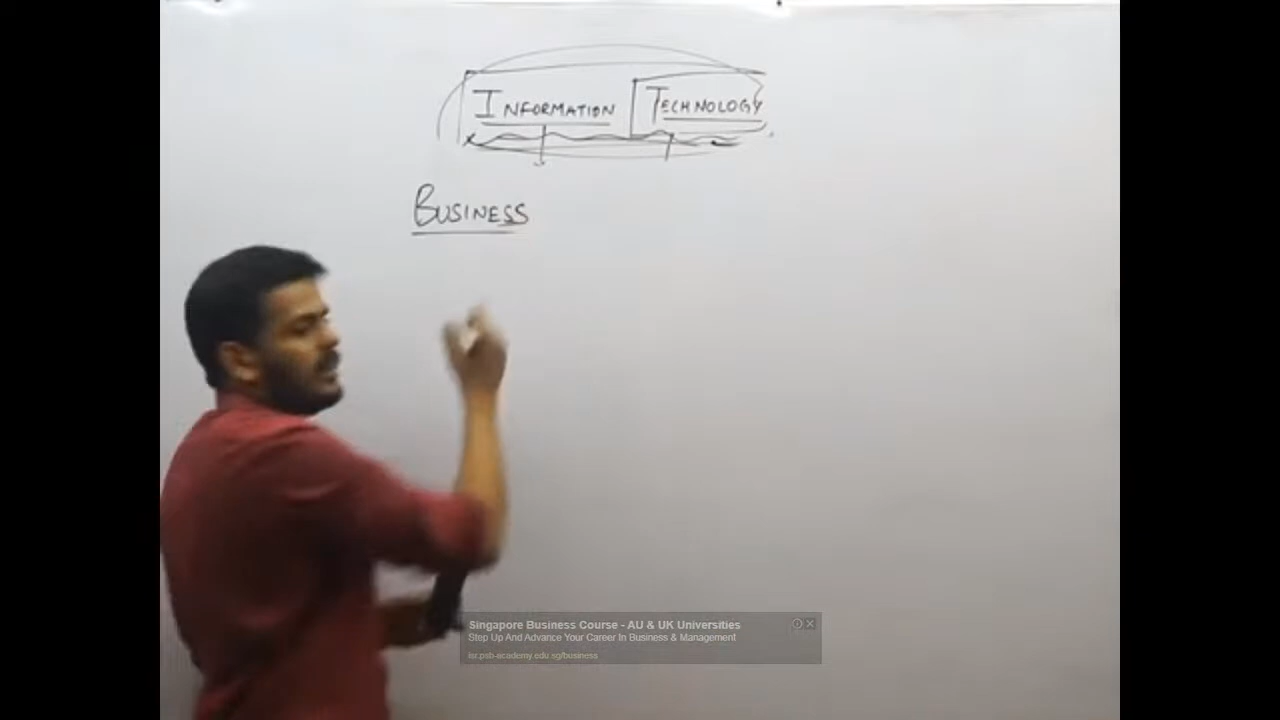 INFORMATION TECHNOLOGY
BUSINESS
Singapore Business Course - AU & UK Universities
Step Up And Advance Your Career In Business & Management
lsr.psb-academy.edu.sg/business